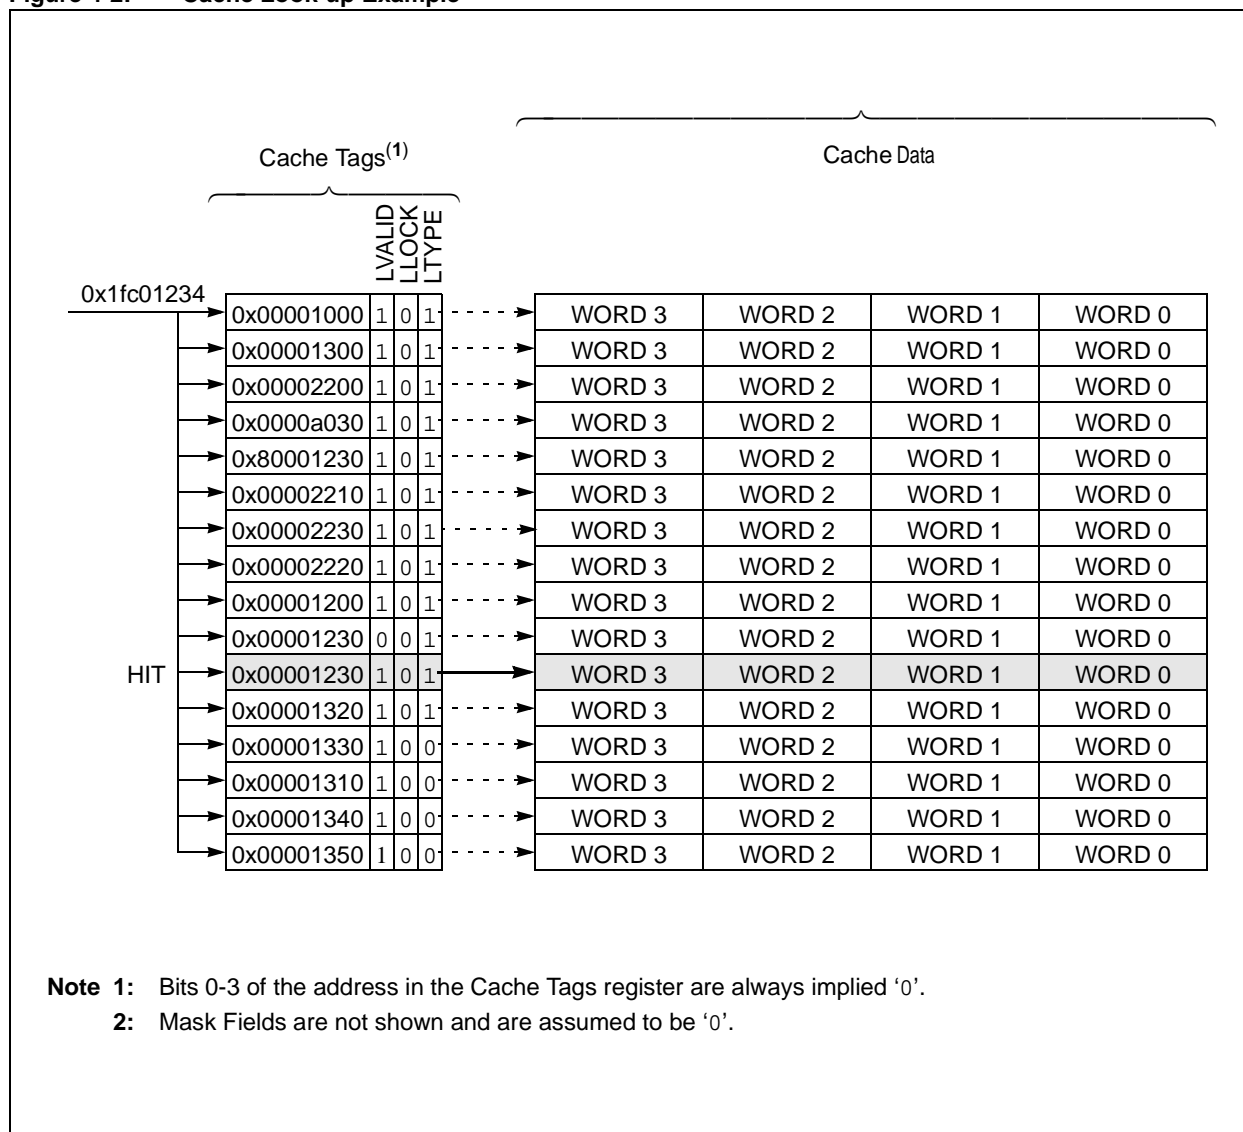 Figure 4-2: Cache Look-up Example
Cache Tags(1)
Cache Data
LVALID
LLOCK
LTYPE
0x1fc01234
0x00001000 1 0 1 WORD 3 WORD 2 WORD 1 WORD 0
0x00001300 1 0 1 WORD 3 WORD 2 WORD 1 WORD 0
0x00002200 1 0 1 WORD 3 WORD 2 WORD 1 WORD 0
0x0000a030 1 0 1 WORD 3 WORD 2 WORD 1 WORD 0
0x80001230 1 0 1 WORD 3 WORD 2 WORD 1 WORD 0
0x00002210 1 0 1 WORD 3 WORD 2 WORD 1 WORD 0
0x00002230 1 0 1 WORD 3 WORD 2 WORD 1 WORD 0
0x00002220 1 0 1 WORD 3 WORD 2 WORD 1 WORD 0
0x00001200 1 0 1 WORD 3 WORD 2 WORD 1 WORD 0
0x00001230 0 0 1 WORD 3 WORD 2 WORD 1 WORD 0
HIT 0x00001230 1 0 1 WORD 3 WORD 2 WORD 1 WORD 0
0x00001320 1 0 1 WORD 3 WORD 2 WORD 1 WORD 0
0x00001330 1 0 0 WORD 3 WORD 2 WORD 1 WORD 0
0x00001310 1 0 0 WORD 3 WORD 2 WORD 1 WORD 0
0x00001340 1 0 0 WORD 3 WORD 2 WORD 1 WORD 0
0x00001350 1 0 0 WORD 3 WORD 2 WORD 1 WORD 0
Note 1: Bits 0-3 of the address in the Cache Tags register are always implied ‘0’.
2: Mask Fields are not shown and are assumed to be ‘0’.